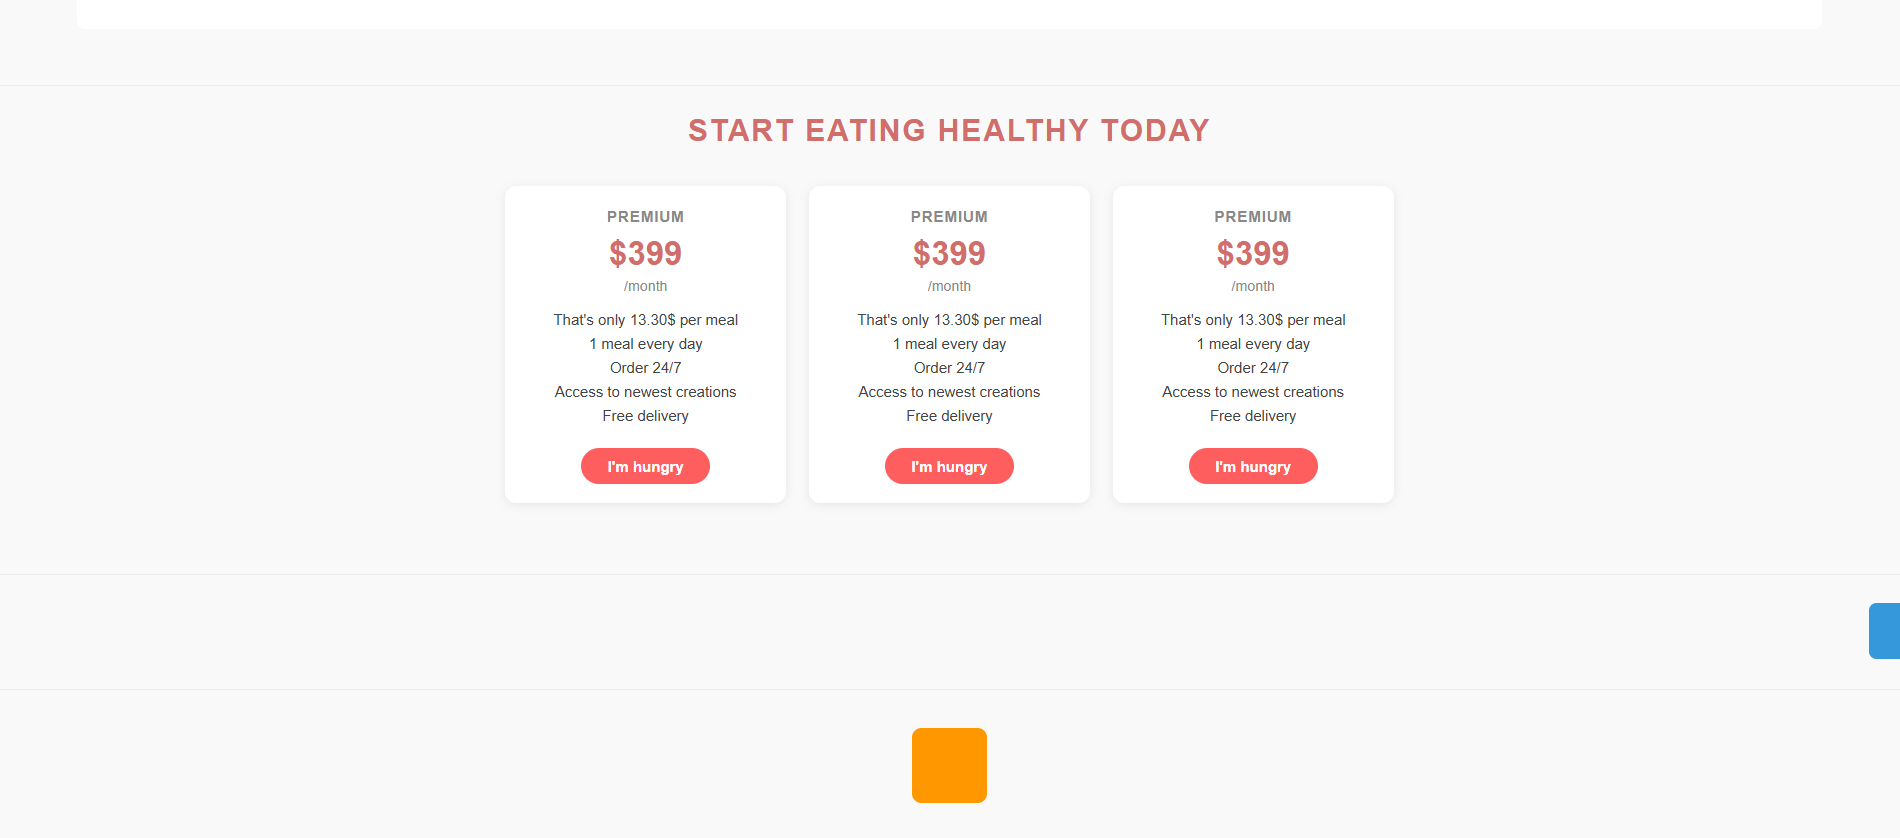 START EATING HEALTHY TODAY
PREMIUM
$399
/month
That's only 13.30$ per meal
1 meal every day
Order 24/7
Access to newest creations
Free delivery
I'm hungry
PREMIUM
$399
/month
That's only 13.30$ per meal
1 meal every day
Order 24/7
Access to newest creations
Free delivery
I'm hungry
PREMIUM
$399
/month
That's only 13.30$ per meal
1 meal every day
Order 24/7
Access to newest creations
Free delivery
I'm hungry